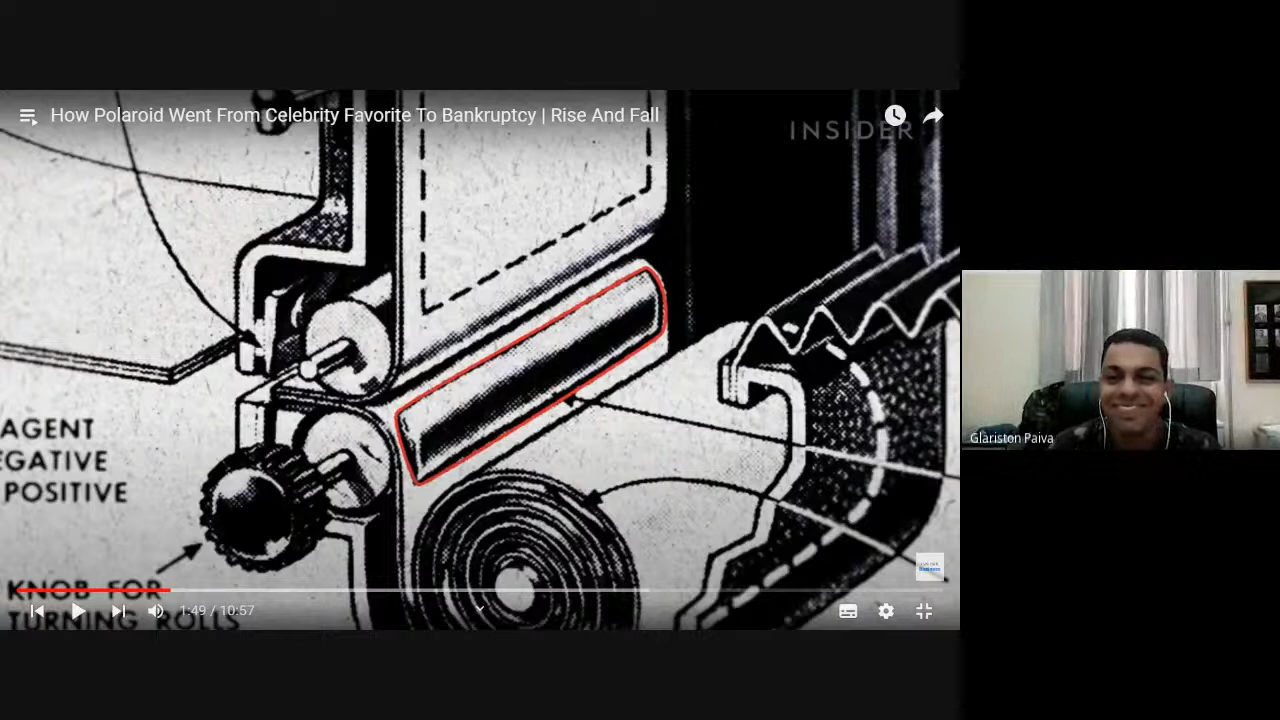 How Polaroid Went From Celebrity Favorite To Bankruptcy | Rise And Fall
INSIDER
AGENT
EGATIVE
POSITIVE
KNOB FOR
TURNING ROLLS
1:49 / 10:57
Glariston Paiva